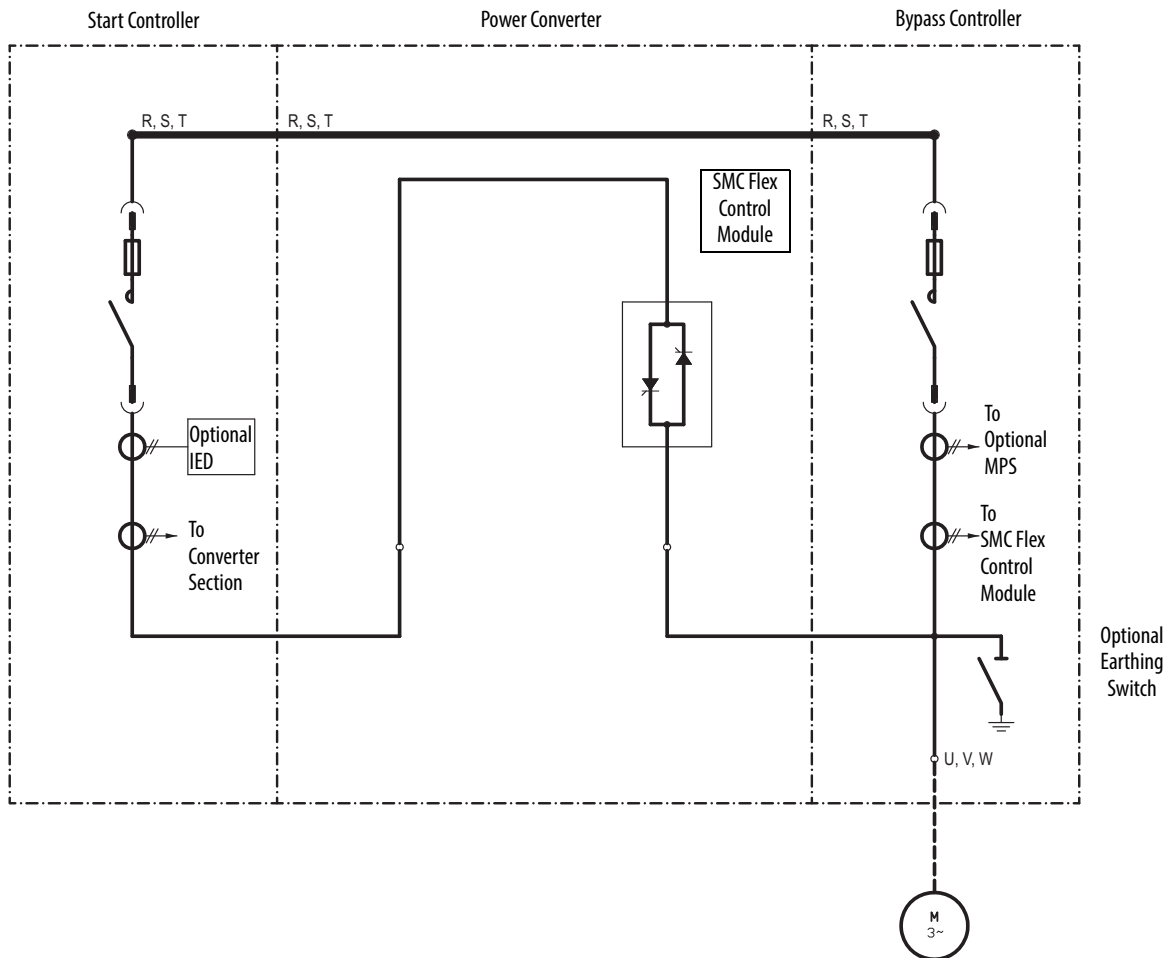 Start Controller
Power Converter
Bypass Controller
R, S, T
R, S, T
R, S, T
SMC Flex
Control
Module
Optional
IED
To
Converter
Section
To
Optional
MPS
To
SMC Flex
Control
Module
Optional
Earthing
Switch
U, V, W
M
3~